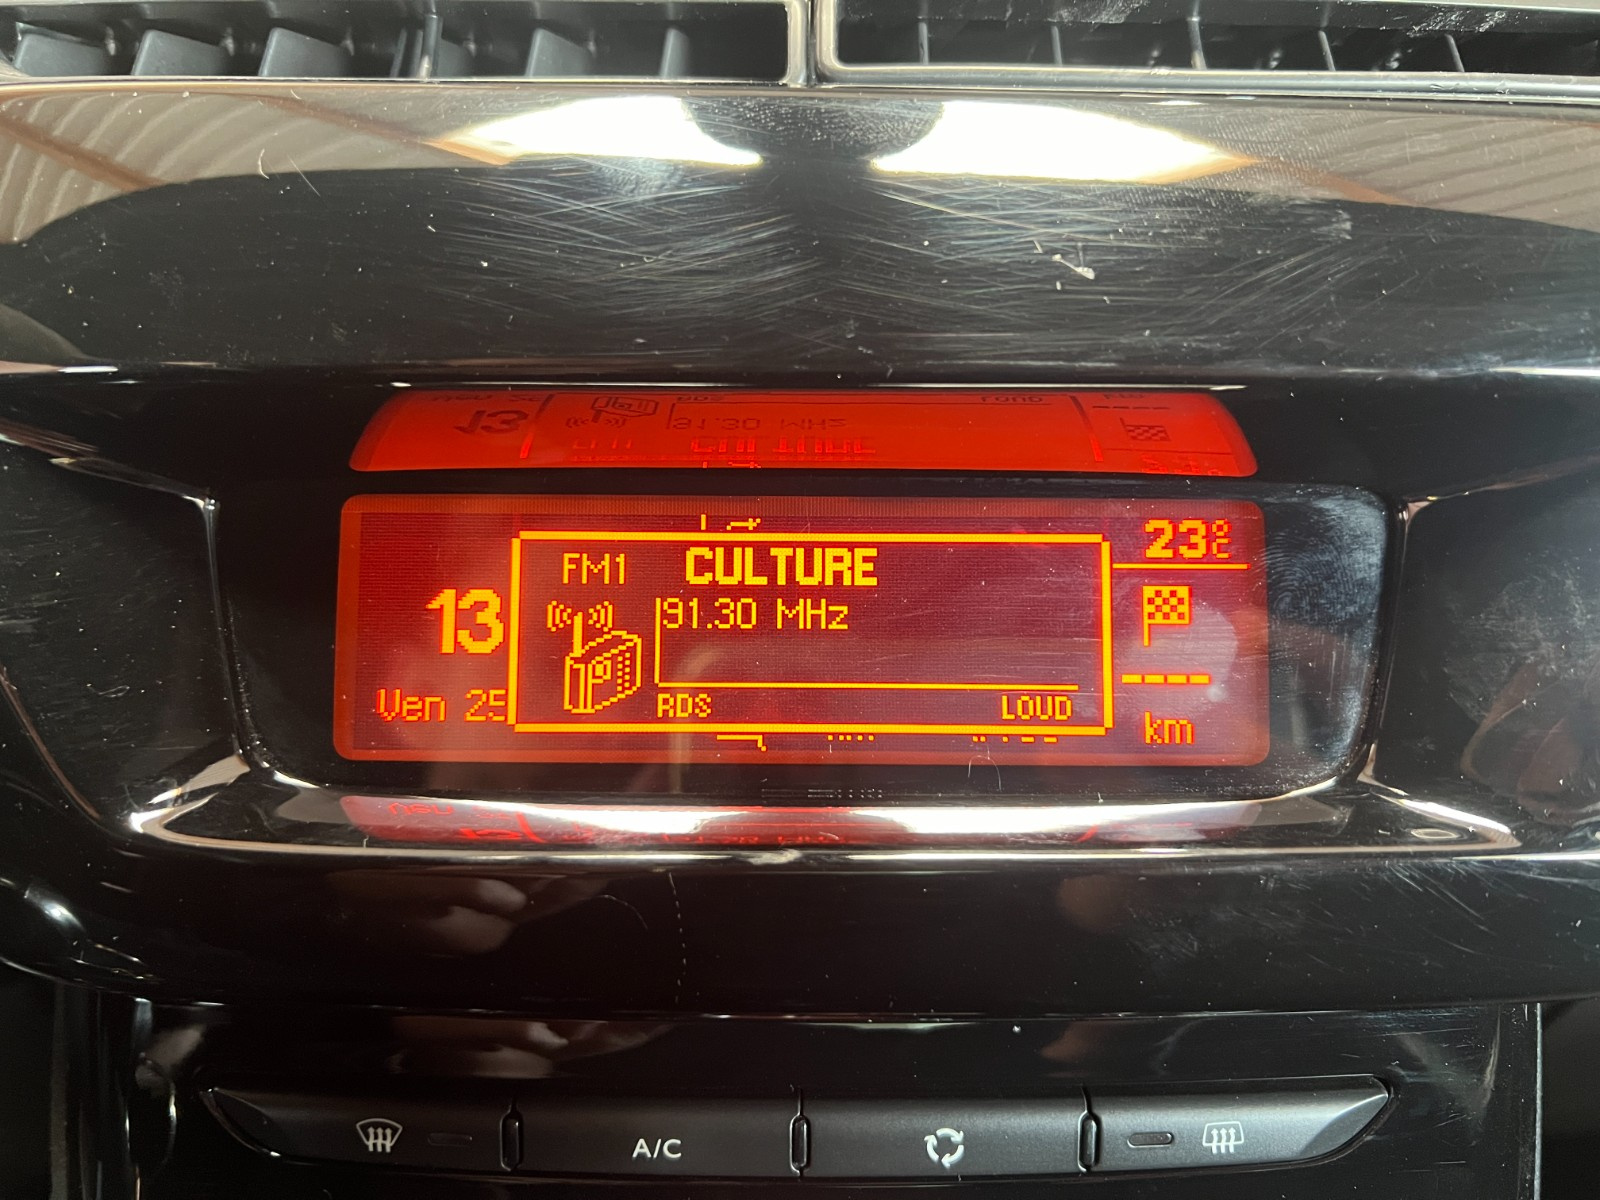 FM1 CULTURE
91.30 MHz
RDS LOUD
13
Ven 25
23°C
----
km
A/C